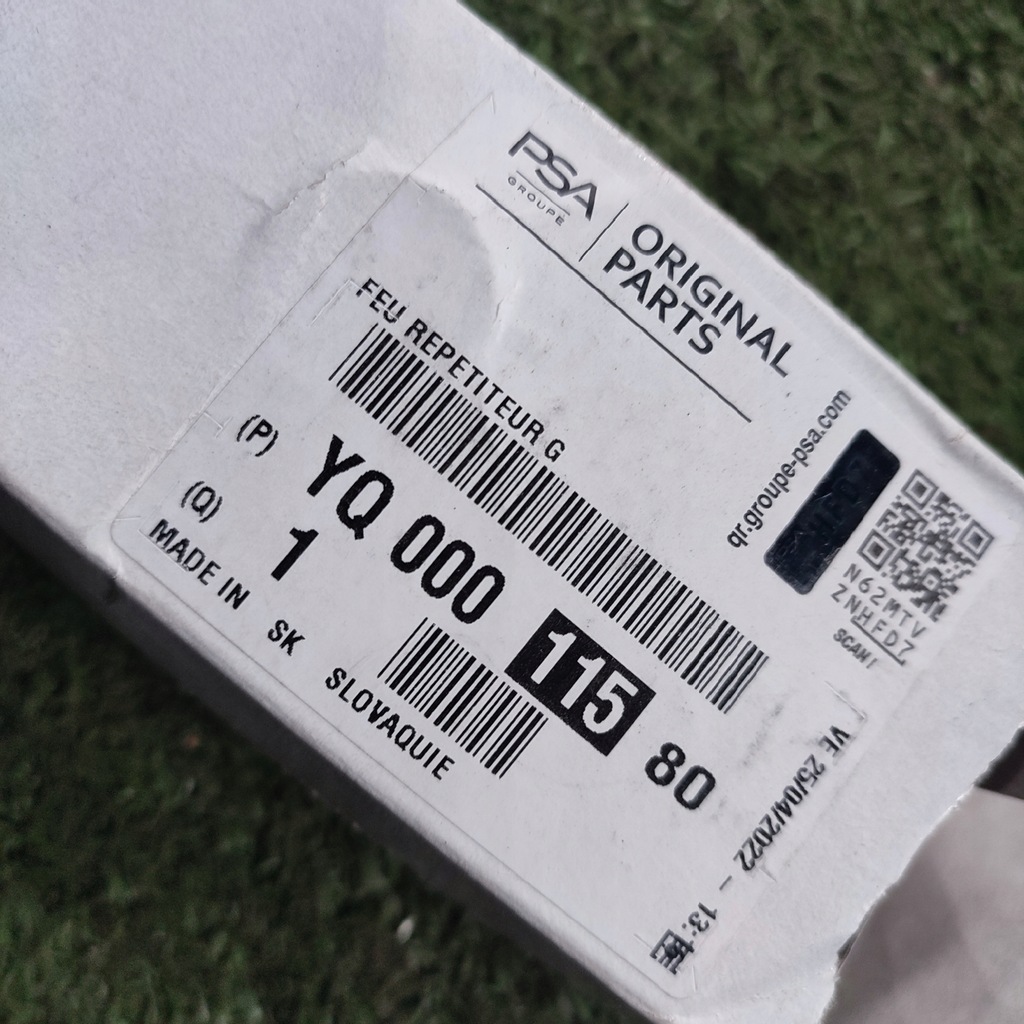 PSA
GROUPE
ORIGINAL
PARTS
FEU REPETITEUR G
(P) YQ 000 115 80
(Q) 1
MADE IN SK SLOVAQUIE
qr.groupe-psa.com
N62MTV
ZNHFD7
SCAN!
VE 25/04/2022 - 13: